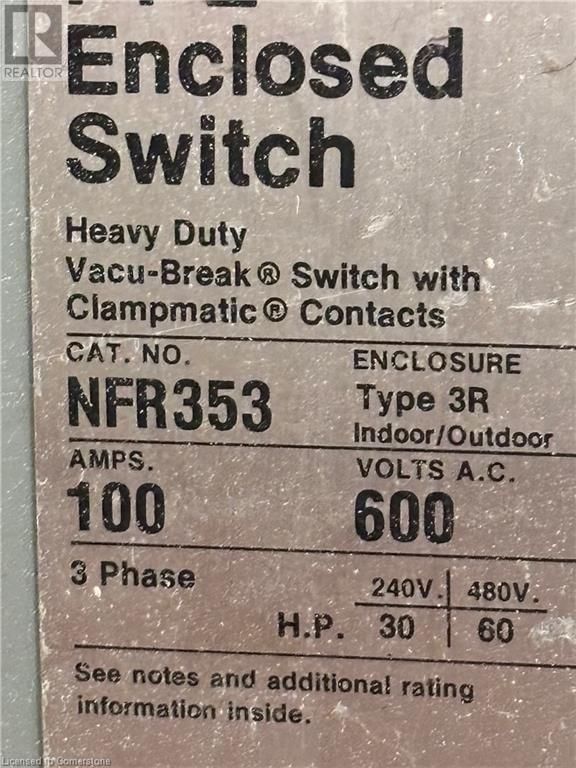 REALTOR®
Enclosed
Switch
Heavy Duty
Vacu-Break® Switch with
Clampmatic® Contacts
CAT. NO.
NFR353
ENCLOSURE
Type 3R
Indoor/Outdoor
AMPS.
100
VOLTS A.C.
600
3 Phase
240V. 480V.
H.P. 30 60
See notes and additional rating
information inside.
Licensed to Cornerstone